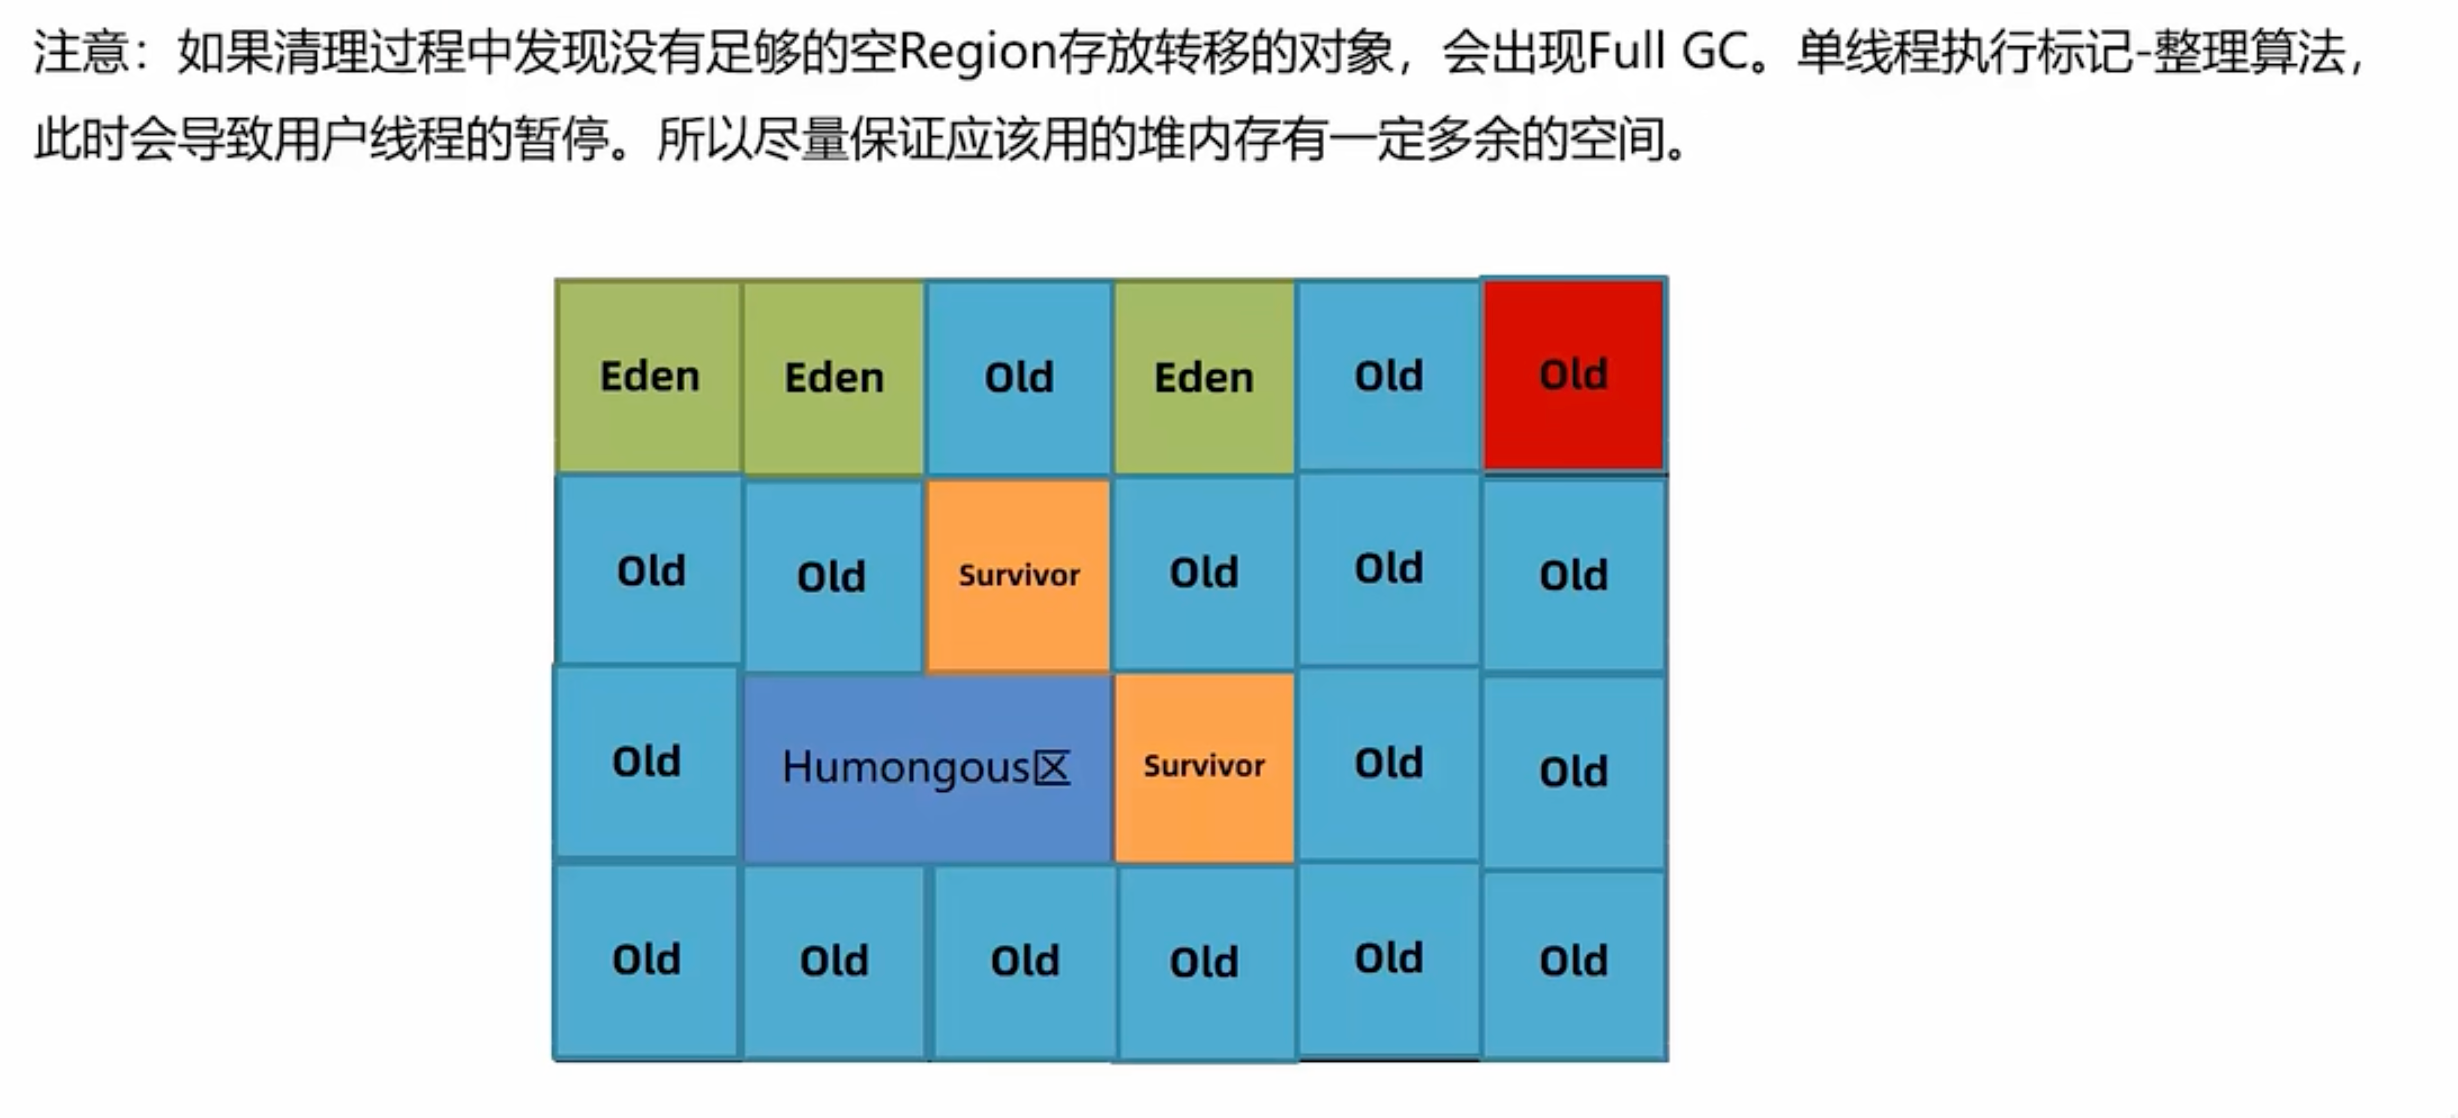 注意：如果清理过程中发现没有足够的空Region存放转移的对象，会出现Full GC。单线程执行标记-整理算法，
此时会导致用户线程的暂停。所以尽量保证应该用的堆内存有一定多余的空间。
Eden Eden Old Eden Old Old
Old Old Survivor Old Old Old
Old Humongous区 Survivor Old Old
Old Old Old Old Old Old